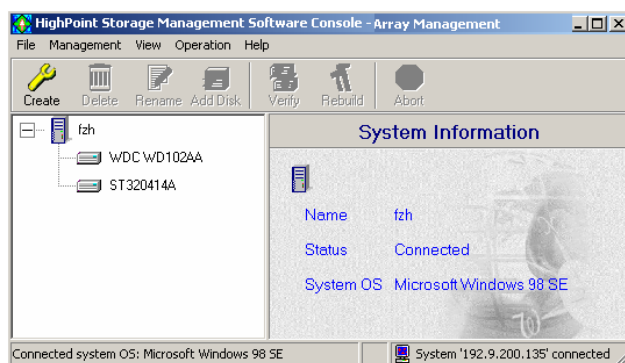 HighPoint Storage Management Software Console - Array Management
File Management View Operation Help
Create Delete Rename Add Disk Verify Rebuild Abort
fzh
WDC WD102AA
ST320414A
System Information
Name fzh
Status Connected
System OS Microsoft Windows 98 SE
Connected system OS: Microsoft Windows 98 SE System '192.9.200.135' connected